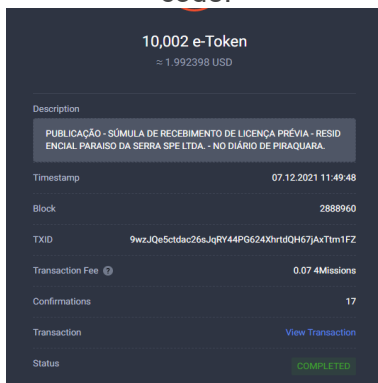 10,002 e-Token
≈ 1.992398 USD
Description
PUBLICAÇÃO - SÚMULA DE RECEBIMENTO DE LICENÇA PRÉVIA - RESID
ENCIAL PARAISO DA SERRA SPE LTDA. - NO DIÁRIO DE PIRAQUARA.
Timestamp 07.12.2021 11:49:48
Block 2888960
TXID 9wzJQe5ctdac26sJqRY44PG624XhrtdQH67jAxTtm1FZ
Transaction Fee ? 0.07 4Missions
Confirmations 17
Transaction View Transaction
Status COMPLETED